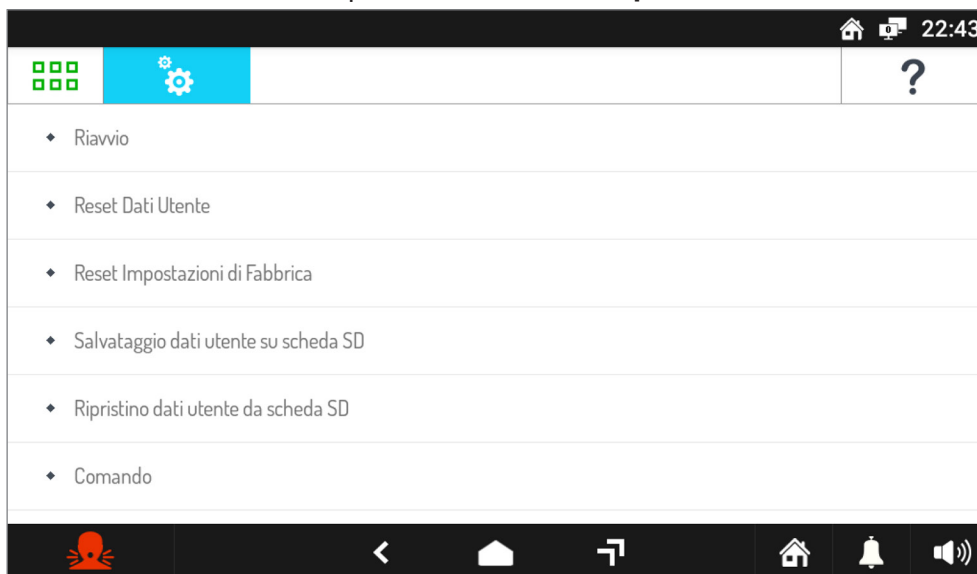 22:43
?
Riavvio
Reset Dati Utente
Reset Impostazioni di Fabbrica
Salvataggio dati utente su scheda SD
Ripristino dati utente da scheda SD
Comando